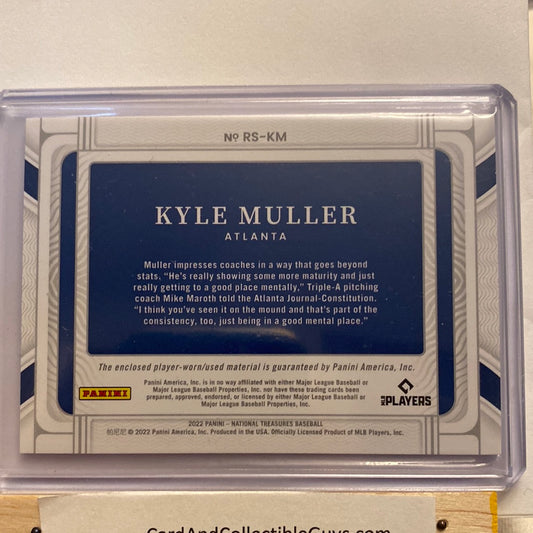 Nº RS-KM
KYLE MULLER
ATLANTA
Muller impresses coaches in a way that goes beyond
stats. “He’s really showing some more maturity and just
really getting to a good place mentally,” Triple-A pitching
coach Mike Maroth told the Atlanta Journal-Constitution.
“I think you’ve seen it on the mound and that’s part of the
consistency, too, just being in a good mental place.”
The enclosed player-worn/used material is guaranteed by Panini America, Inc.
PANINI
Panini America, Inc. is in no way affiliated with either Major League Baseball or
Major League Baseball Properties, Inc., nor have these trading cards been
prepared, approved, endorsed, or licensed by either Major League Baseball or
Major League Baseball Properties, Inc.
MLB PLAYERS
2022 PANINI – NATIONAL TREASURES BASEBALL
帕尼尼 © 2022 Panini America, Inc. Produced in the USA. Officially Licensed Product of MLB Players, Inc.
CardAndCollectibleGuys.com